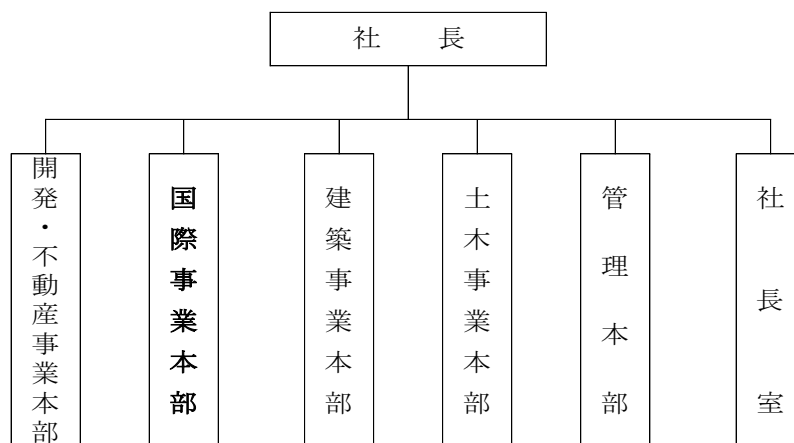 社長
開発・不動産事業本部
国際事業本部
建築事業本部
土木事業本部
管理本部
社長室